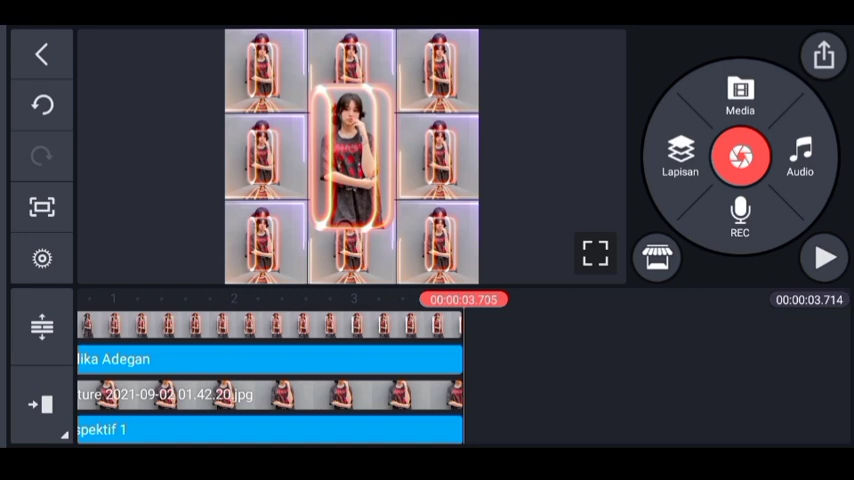 Media
Lapisan
Audio
REC
1
2
3
00:00:03.705
00:00:03.714
lika Adegan
ture 2021-09-02 01.42.20.jpg
spektif 1